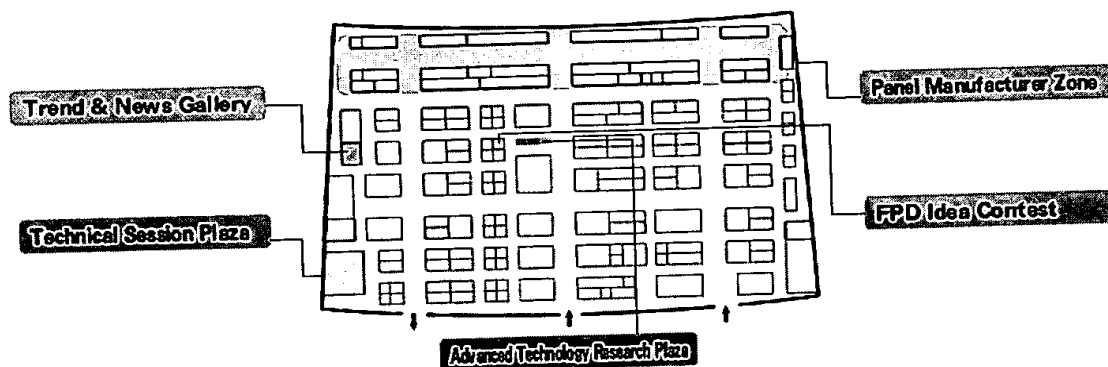 Trend & News Gallery
Panel Manufacturer Zone
Technical Session Plaza
FPD Idea Contest
Advanced Technology Research Plaza